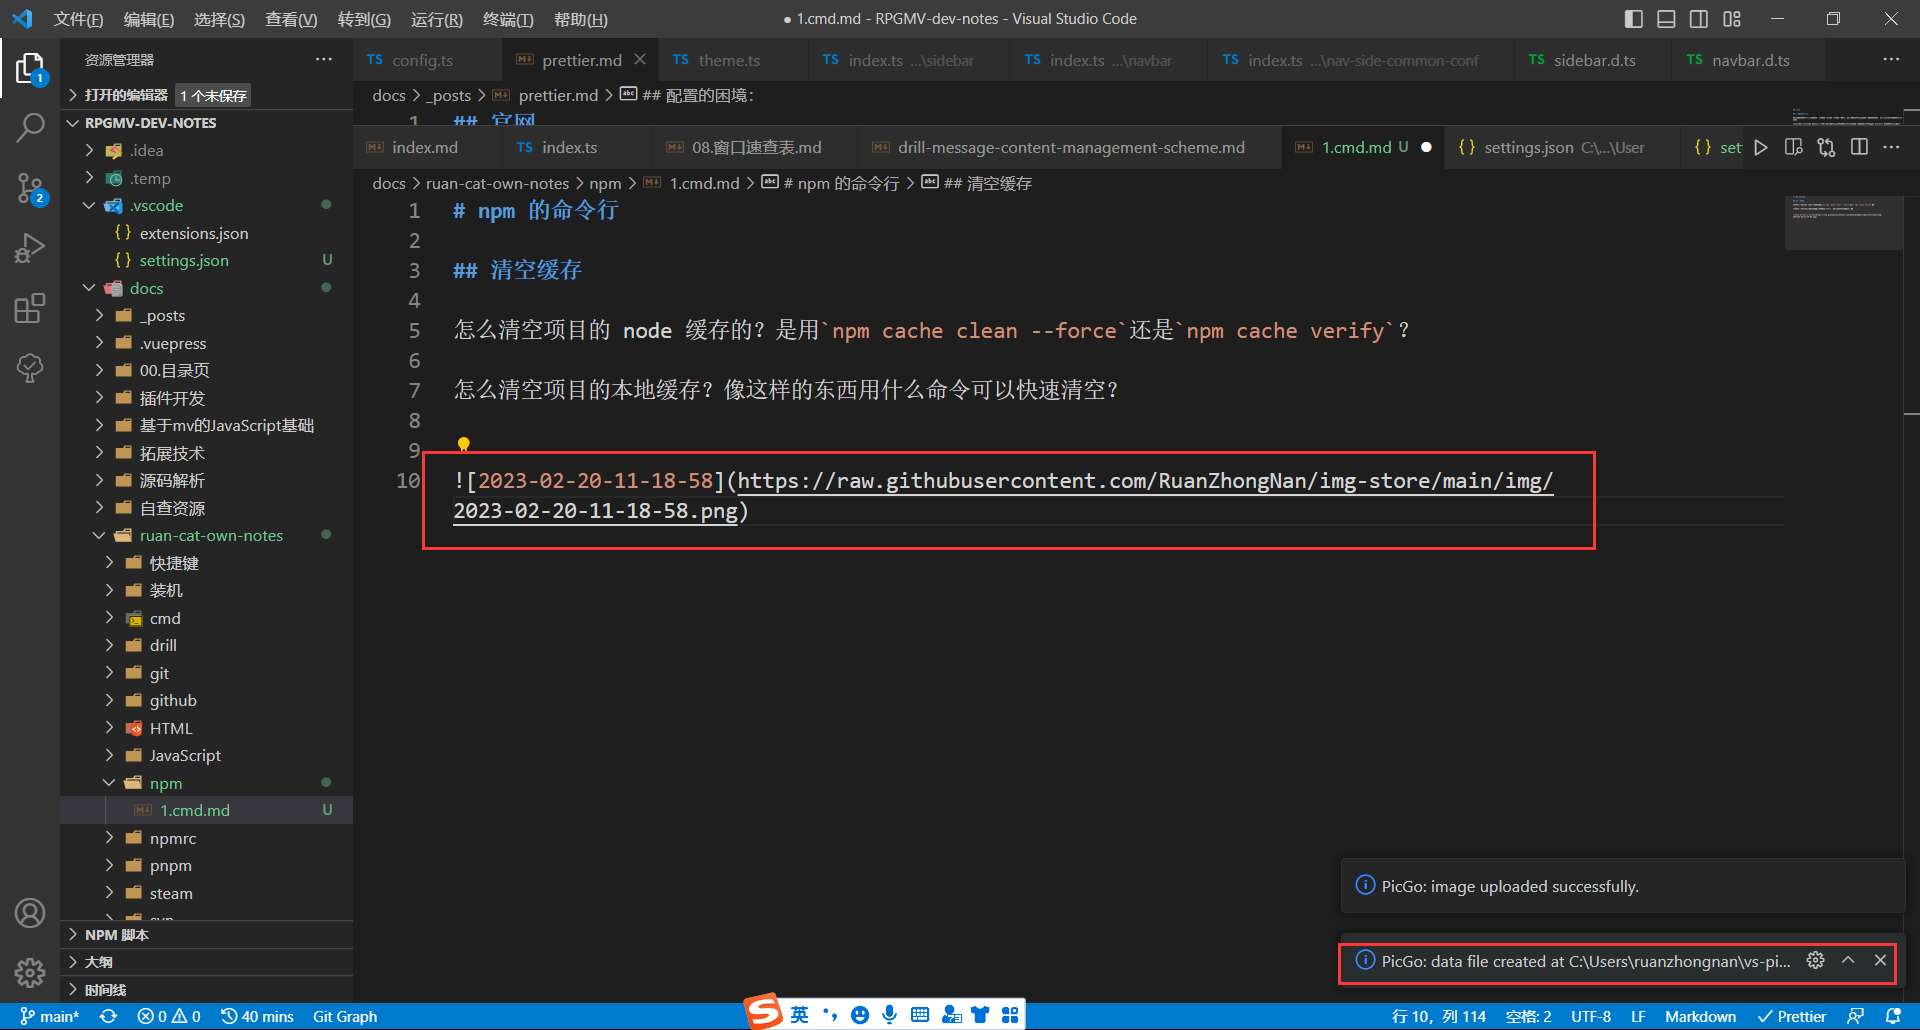 文件(F) 编辑(E) 选择(S) 查看(V) 转到(G) 运行(R) 终端(T) 帮助(H)
● 1.cmd.md - RPGMV-dev-notes - Visual Studio Code
资源管理器
打开的编辑器 1 个未保存
RPGMV-DEV-NOTES
.idea
.temp
.vscode
extensions.json
settings.json U
docs
_posts
.vuepress
00.目录页
插件开发
基于mv的JavaScript基础
拓展技术
源码解析
自查资源
ruan-cat-own-notes
快捷键
装机
cmd
drill
git
github
HTML
JavaScript
npm
1.cmd.md U
npmrc
pnpm
steam
NPM 脚本
大纲
时间线
1
2
TS config.ts
prettier.md
TS theme.ts
TS index.ts ...\sidebar
TS index.ts ...\navbar
TS index.ts ...\nav-side-common-conf
TS sidebar.d.ts
TS navbar.d.ts
docs > _posts > prettier.md > ## 配置的困境：
1 ## 官网
index.md
TS index.ts
08.窗口速查表.md
drill-message-content-management-scheme.md
1.cmd.md U
{} settings.json C:\...\User
{} set
docs > ruan-cat-own-notes > npm > 1.cmd.md > # npm 的命令行 > ## 清空缓存
1 # npm 的命令行
2
3 ## 清空缓存
4
5 怎么清空项目的 node 缓存的？是用`npm cache clean --force`还是`npm cache verify`？
6
7 怎么清空项目的本地缓存？像这样的东西用什么命令可以快速清空？
8
9
10 ![2023-02-20-11-18-58](https://raw.githubusercontent.com/RuanZhongNan/img-store/main/img/
2023-02-20-11-18-58.png)
PicGo: image uploaded successfully.
PicGo: data file created at C:\Users\ruanzhongnan\vs-pi...
main* 0 0 40 mins Git Graph
英
行 10，列 114 空格: 2 UTF-8 LF Markdown Prettier